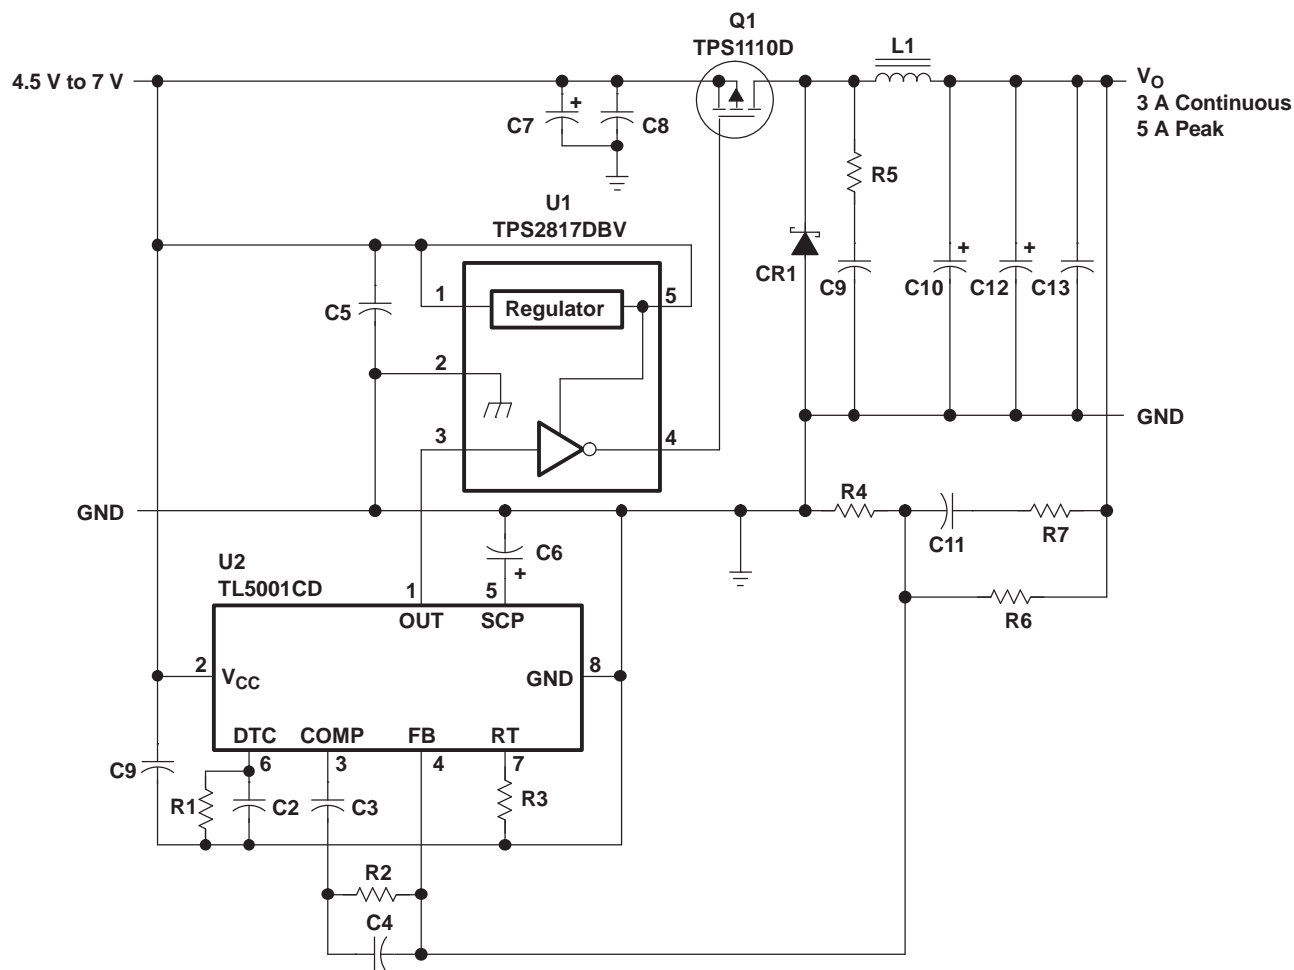 Q1
TPS1110D
L1
4.5 V to 7 V
VO
3 A Continuous
5 A Peak
+
C7
C8
R5
U1
TPS2817DBV
CR1
C9
+
C10
+
C12
C13
C5
1
Regulator
5
2
3
4
GND
GND
R4
C11
R7
R6
C6
+
U2
TL5001CD
1
5
OUT
SCP
2
VCC
GND
8
DTC
COMP
FB
RT
6
3
4
7
C9
R1
C2
C3
R3
R2
C4